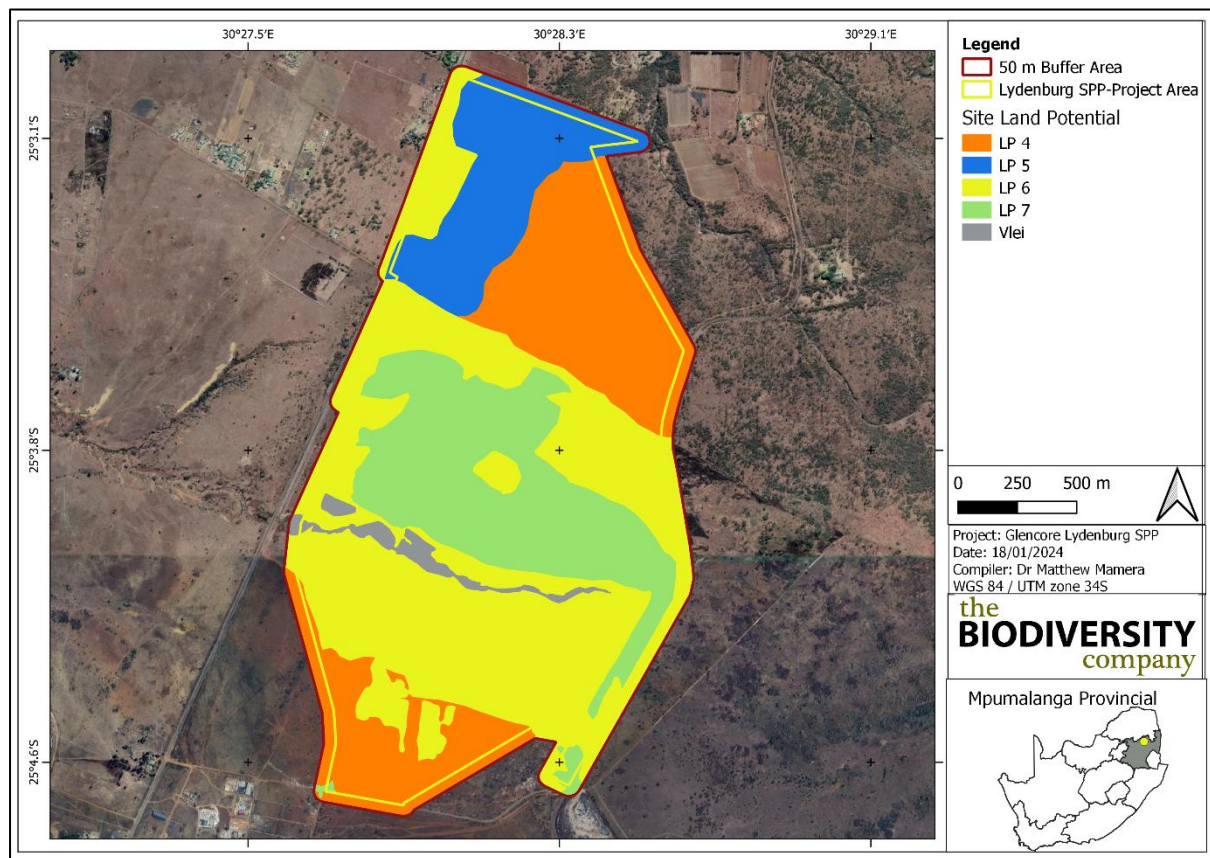 30°27.5'E
30°28.3'E
30°29.1'E
25°3.1'S
25°3.8'S
25°4.6'S
Legend
50 m Buffer Area
Lydenburg SPP-Project Area
Site Land Potential
LP 4
LP 5
LP 6
LP 7
Vlei
0 250 500 m
Project: Glencore Lydenburg SPP
Date: 18/01/2024
Compiler: Dr Matthew Mamera
WGS 84 / UTM zone 34S
the
BIODIVERSITY
company
Mpumalanga Provincial